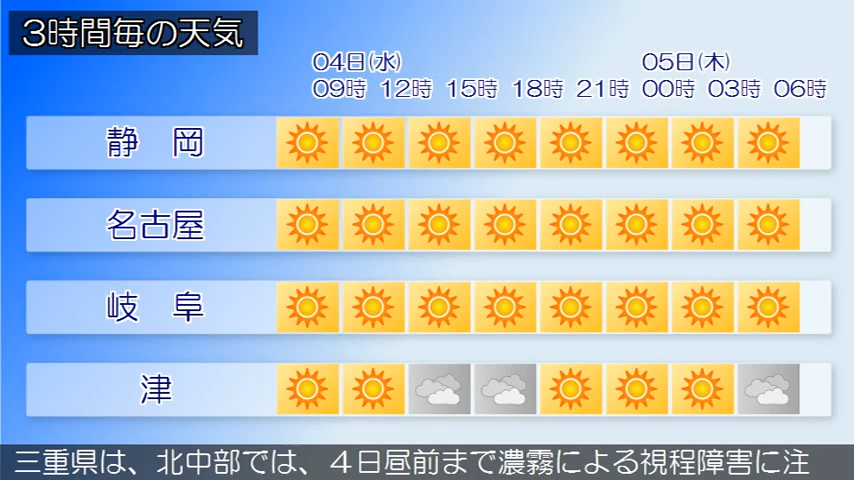 3時間毎の天気
04日(水) 05日(木)
09時 12時 15時 18時 21時 00時 03時 06時
静 岡
名古屋
岐 阜
津
三重県は、北中部では、４日昼前まで濃霧による視程障害に注